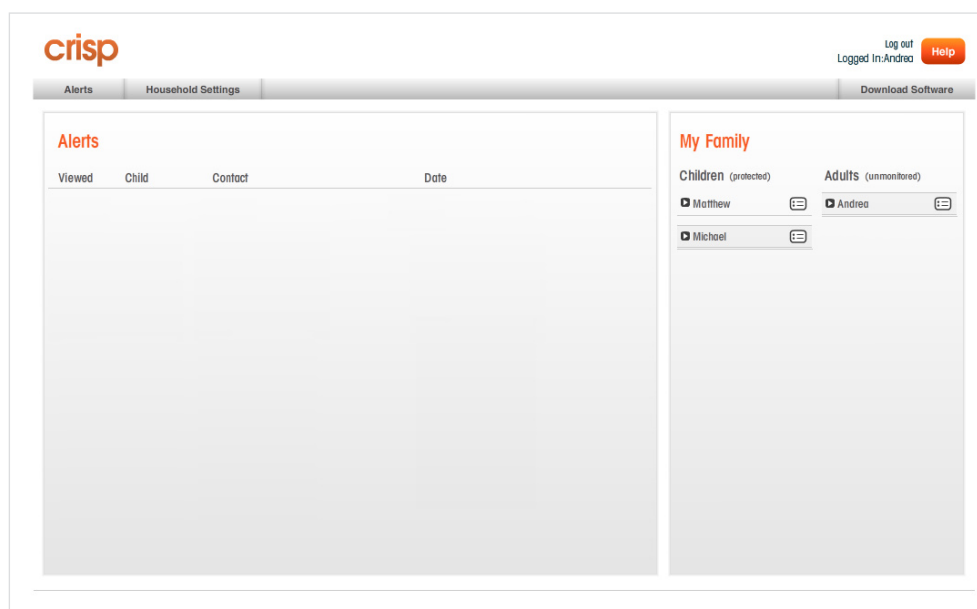 crisp
Log out
Logged In:Andrea
Help
Alerts Household Settings Download Software
Alerts
Viewed Child Contact Date
My Family
Children (protected) Adults (unmonitored)
Matthew Andrea
Michael